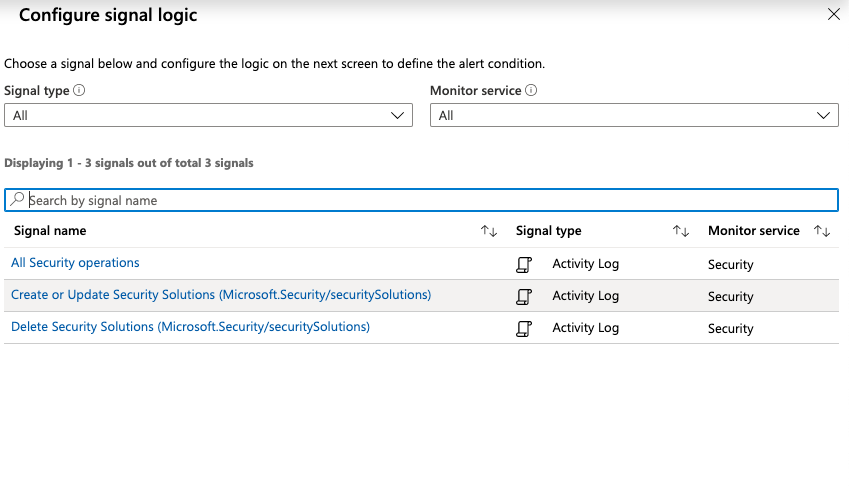 Configure signal logic
Choose a signal below and configure the logic on the next screen to define the alert condition.
Signal type Monitor service
All All
Displaying 1 - 3 signals out of total 3 signals
Search by signal name
Signal name Signal type Monitor service
All Security operations Activity Log Security
Create or Update Security Solutions (Microsoft.Security/securitySolutions) Activity Log Security
Delete Security Solutions (Microsoft.Security/securitySolutions) Activity Log Security